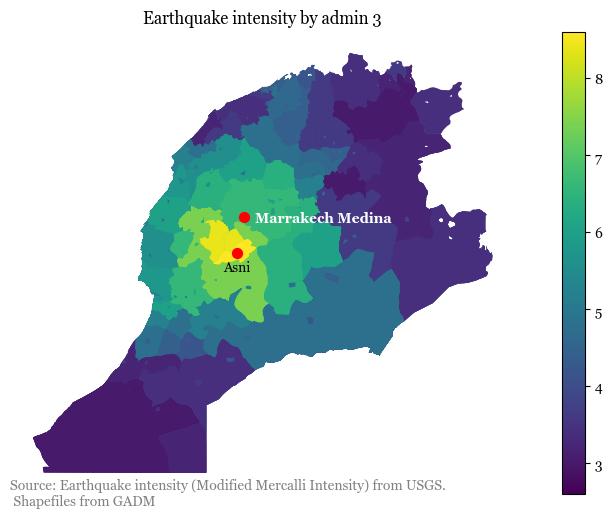 Earthquake intensity by admin 3
8
7
Marrakech Medina
6
Asni
5
4
3
Source: Earthquake intensity (Modified Mercalli Intensity) from USGS.
Shapefiles from GADM